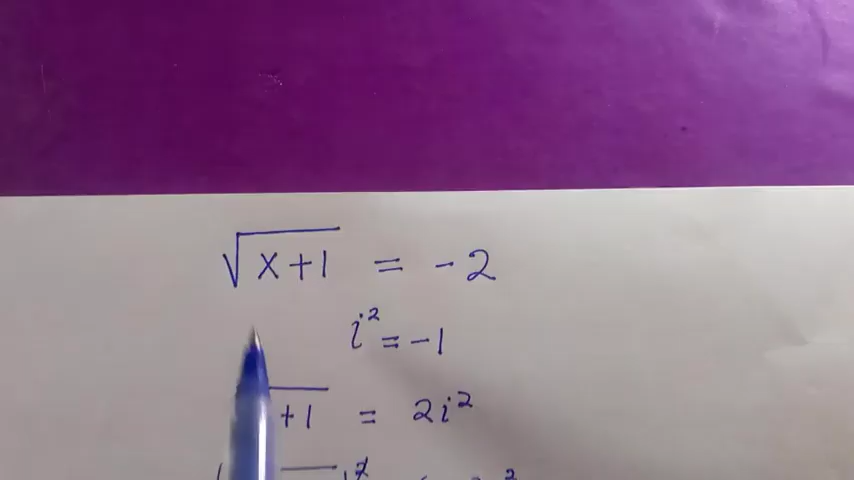 √(x+1) = -2
i² = -1
+1 = 2i²